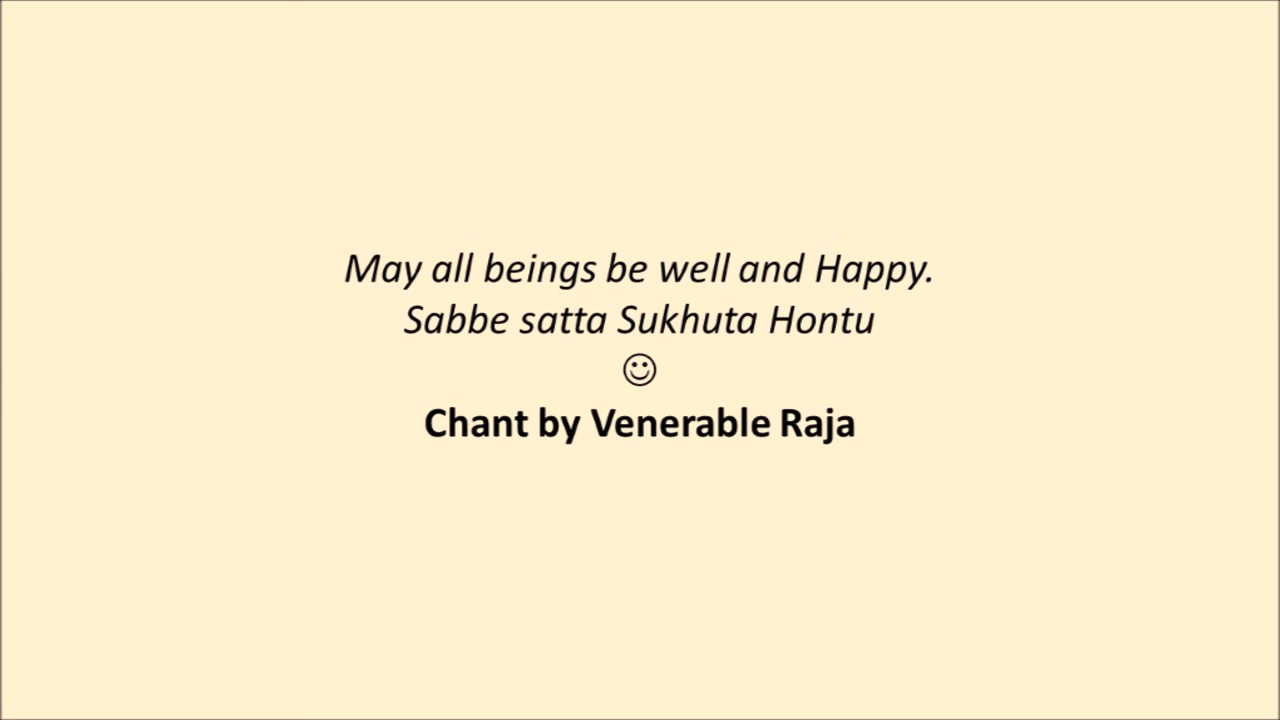 May all beings be well and Happy.
Sabbe satta Sukhuta Hontu
☺
Chant by Venerable Raja